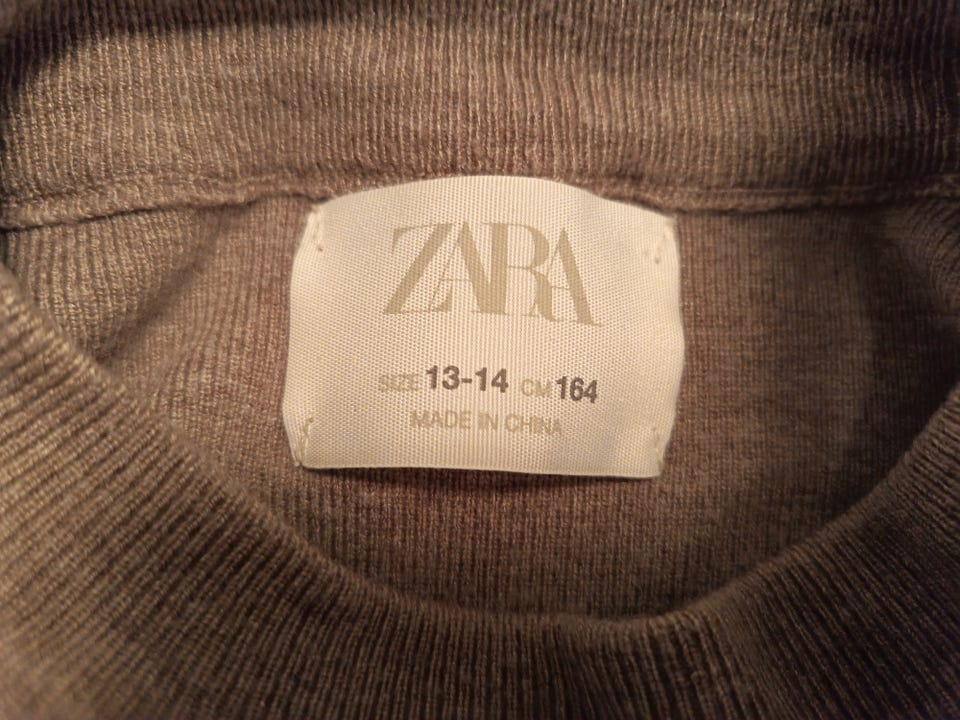 ZARA
SIZE 13-14 CM 164
MADE IN CHINA